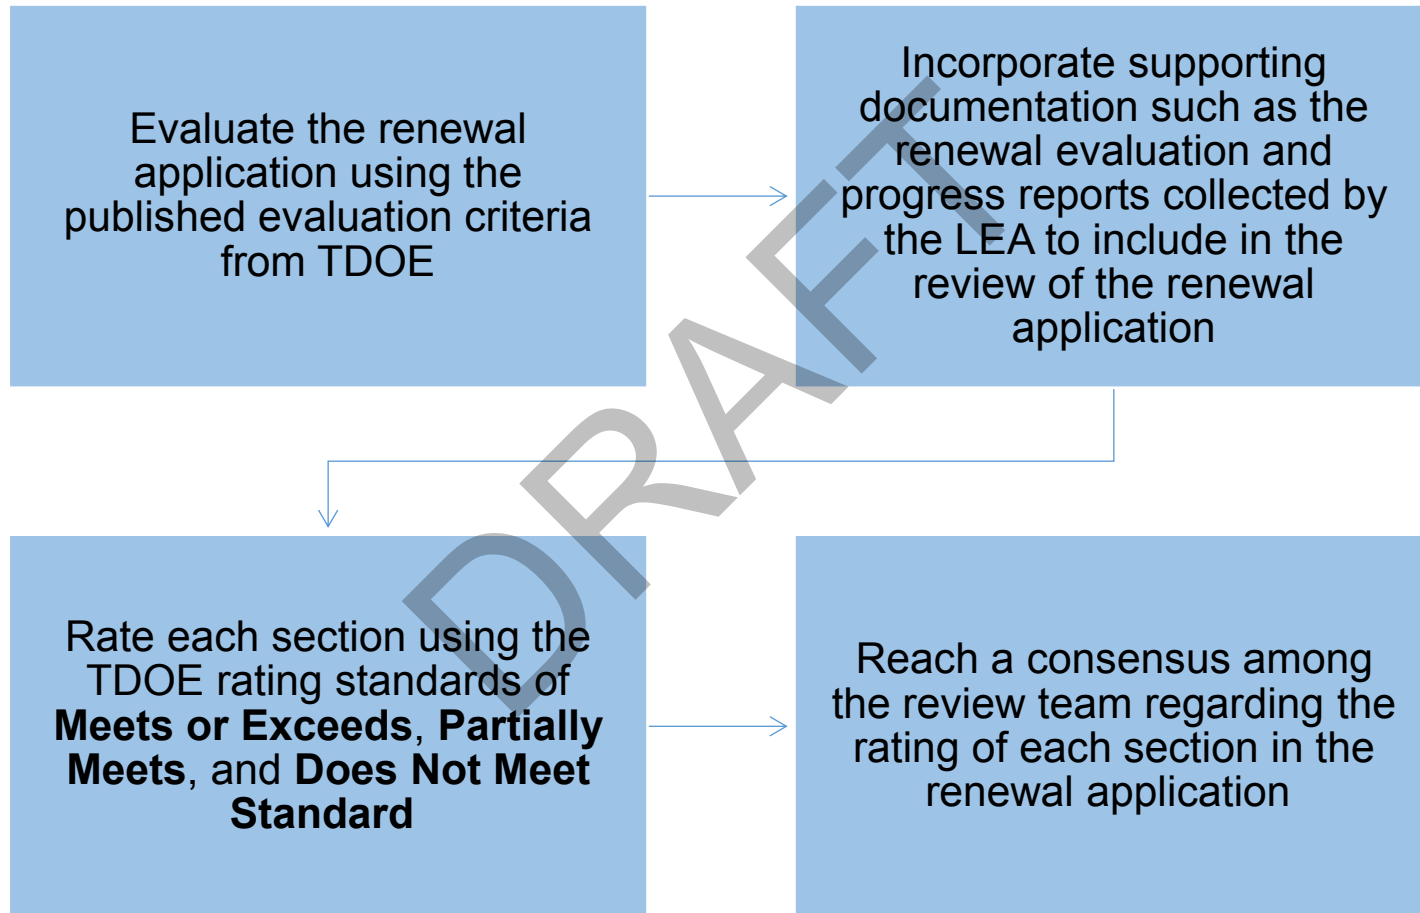 Evaluate the renewal
application using the
published evaluation criteria
from TDOE
Incorporate supporting
documentation such as the
renewal evaluation and
progress reports collected by
the LEA to include in the
review of the renewal
application
Rate each section using the
TDOE rating standards of
Meets or Exceeds, Partially
Meets, and Does Not Meet
Standard
Reach a consensus among
the review team regarding the
rating of each section in the
renewal application
DRAFT